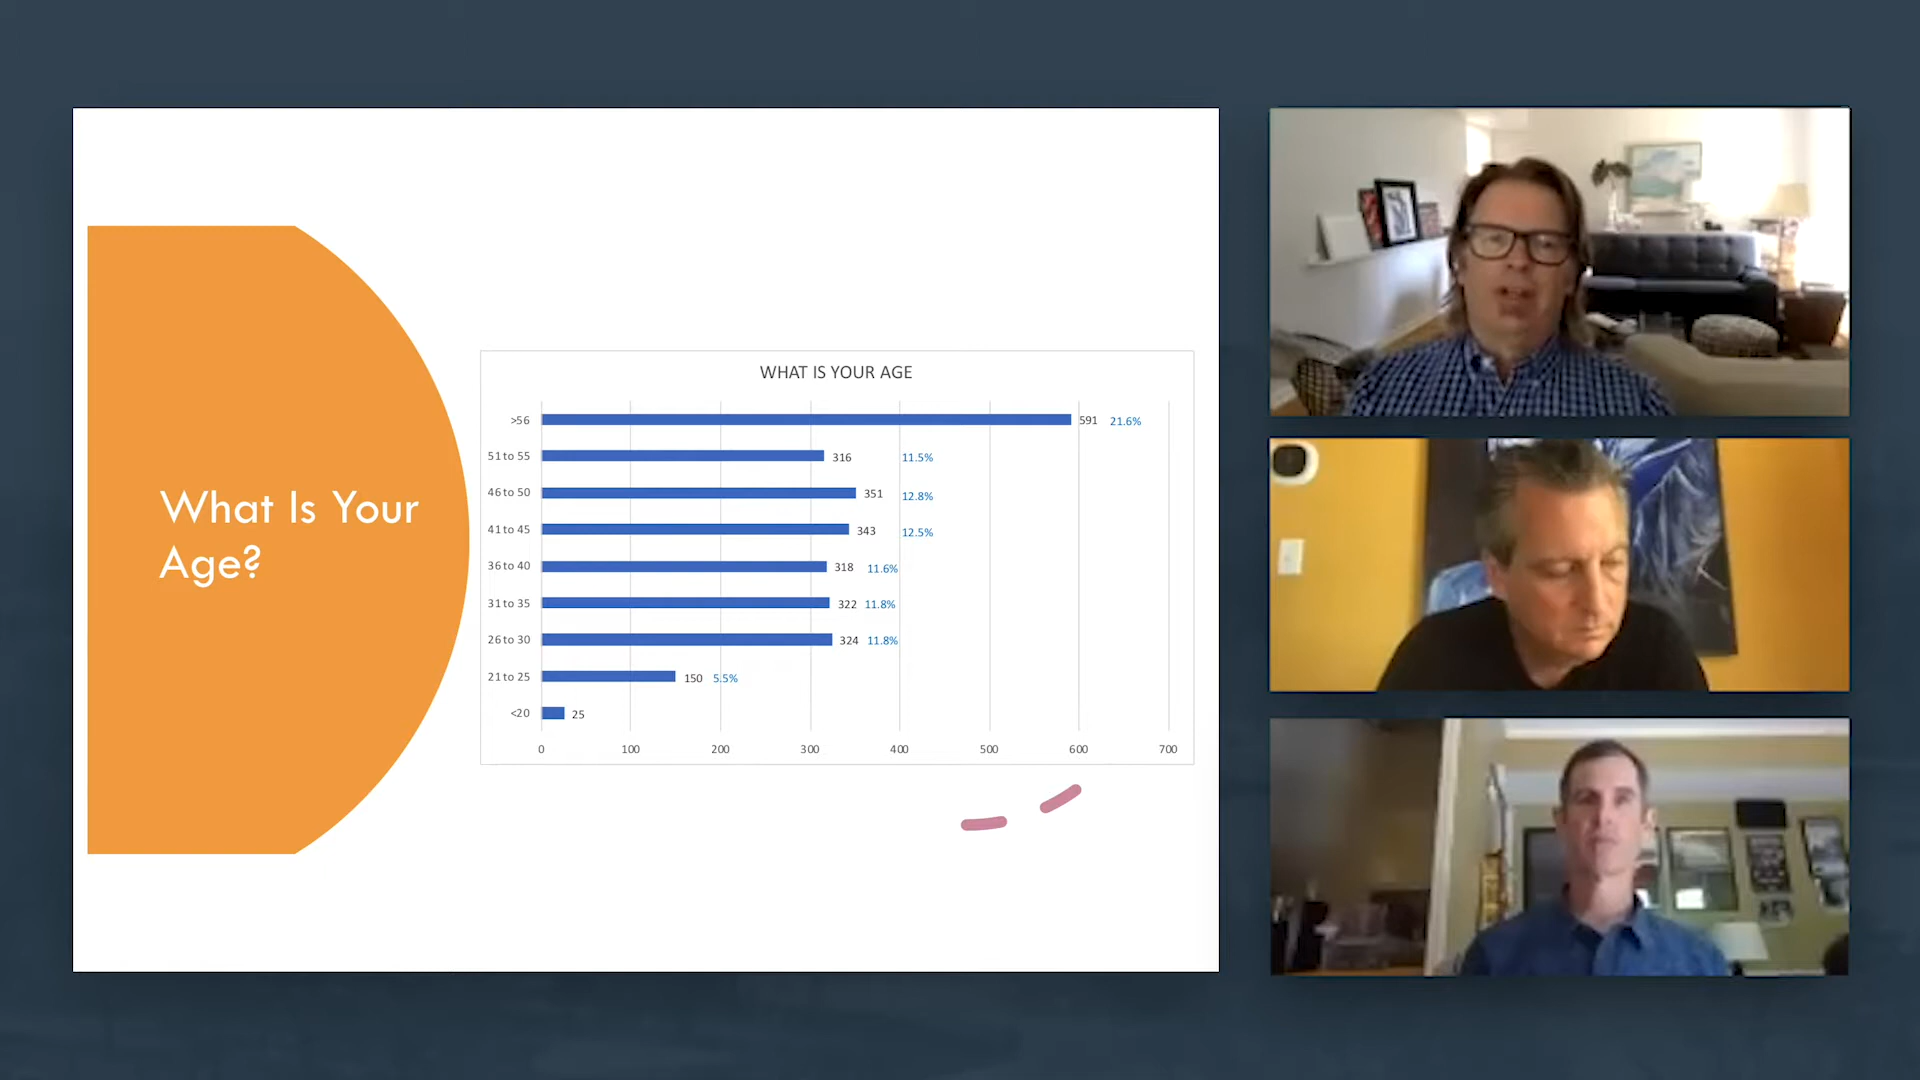 What Is Your
Age?
WHAT IS YOUR AGE
>56 591 21.6%
51 to 55 316 11.5%
46 to 50 351 12.8%
41 to 45 343 12.5%
36 to 40 318 11.6%
31 to 35 322 11.8%
26 to 30 324 11.8%
21 to 25 150 5.5%
<20 25
0 100 200 300 400 500 600 700